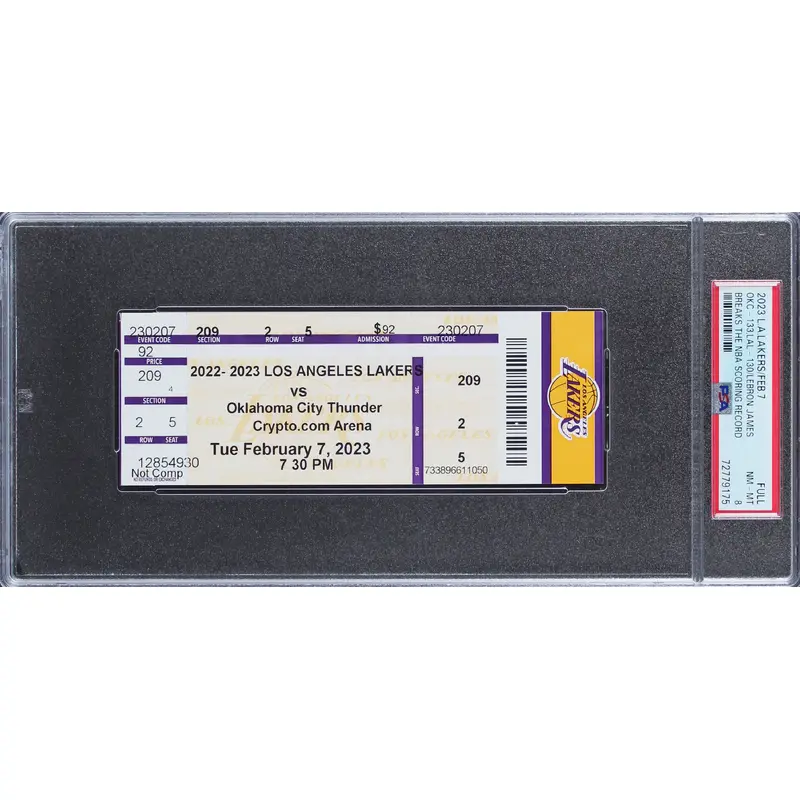 230207 209 2 5 $92 230207
EVENT CODE SECTION ROW SEAT ADMISSION EVENT CODE
92
PRICE
209
4
SECTION
2 5
ROW SEAT
12854930
Not Comp
2022- 2023 LOS ANGELES LAKERS
vs
Oklahoma City Thunder
Crypto.com Arena
Tue February 7, 2023
7 30 PM
209
2
5
733896611050
LOS ANGELES
LAKERS
2023 L.A.LAKERS/FEB.7 FULL
OKC - 133,LAL - 130/LEBRON JAMES NM - MT
BREAKS THE NBA SCORING RECORD 8
PSA 72779175